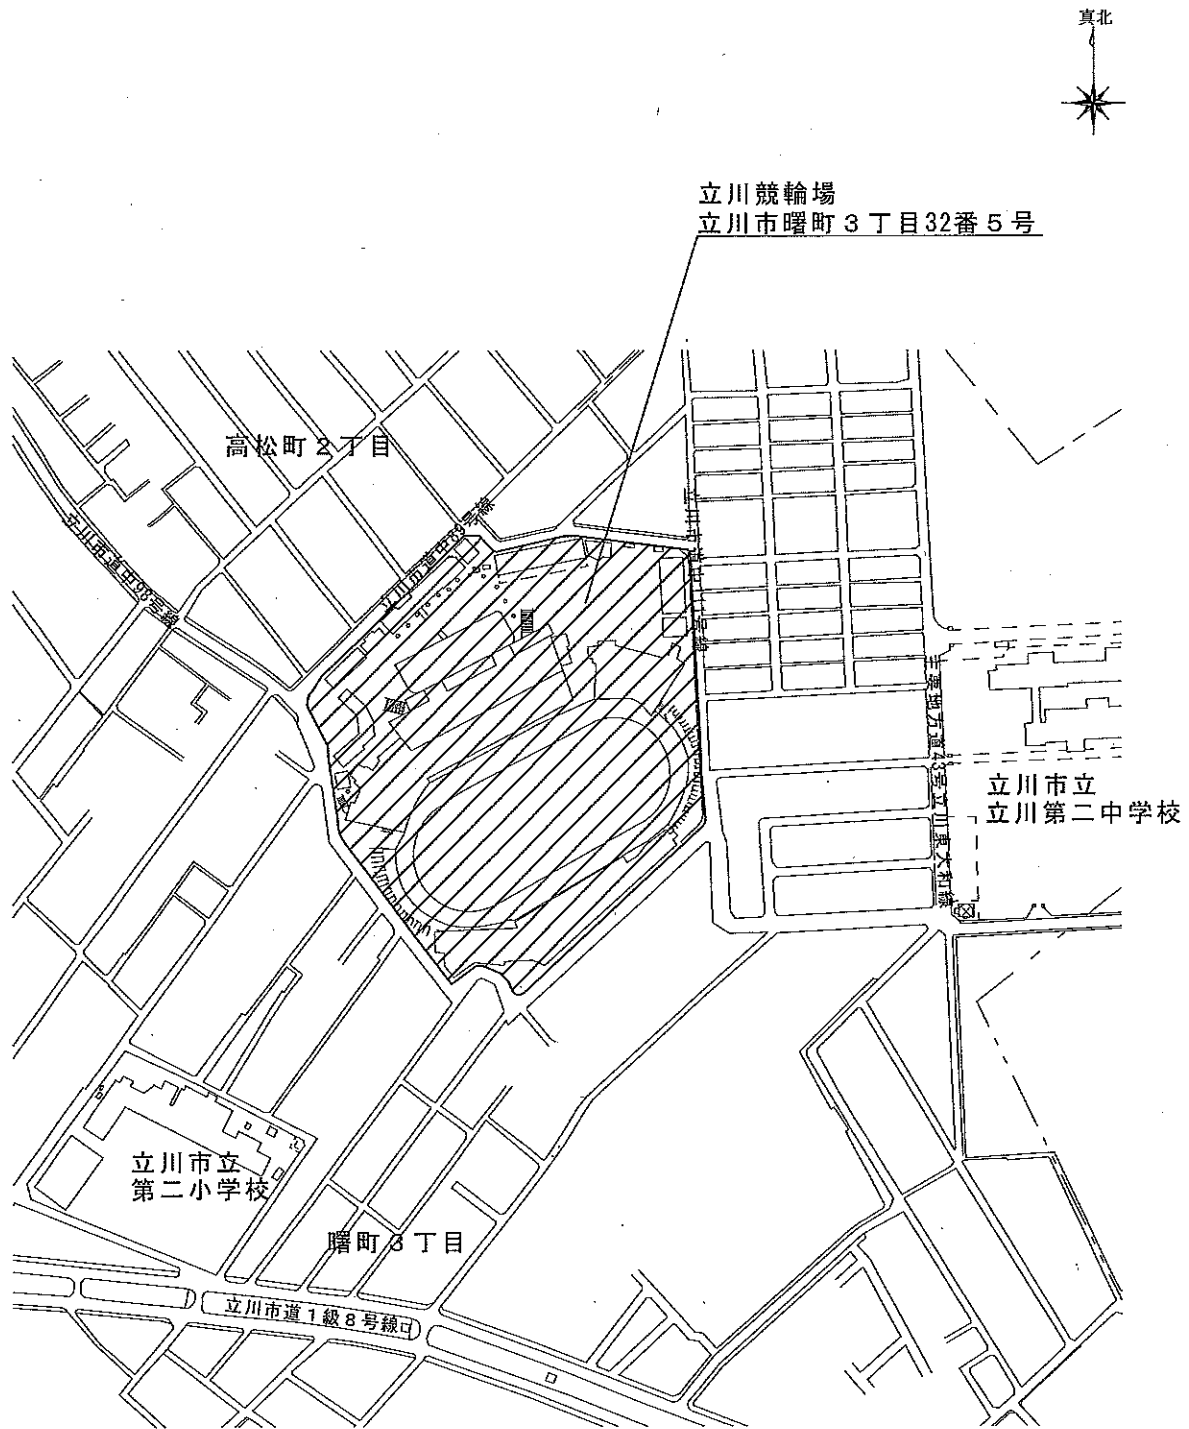 真北
立川競輪場
立川市曙町３丁目32番５号
高松町２丁目
立川市道中89号線
立川市道中98号線
主要地方道43号立川東大和線
立川市立
立川第二中学校
立川市立
第二小学校
曙町３丁目
立川市道１級８号線